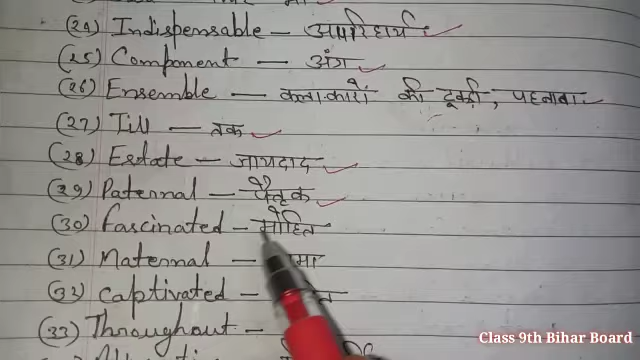 (24) Indispensable – अपरिहार्य
(25) Component – अंग
(26) Ensemble – कलाकारों की टूकड़ी, पहनावा
(27) Till – तक
(28) Estate – जायदाद
(29) Paternal – पैतृक
(30) Fascinated – मोहित
(31) Maternal –
(32) Captivated –
(33) Throughout –
Class 9th Bihar Board